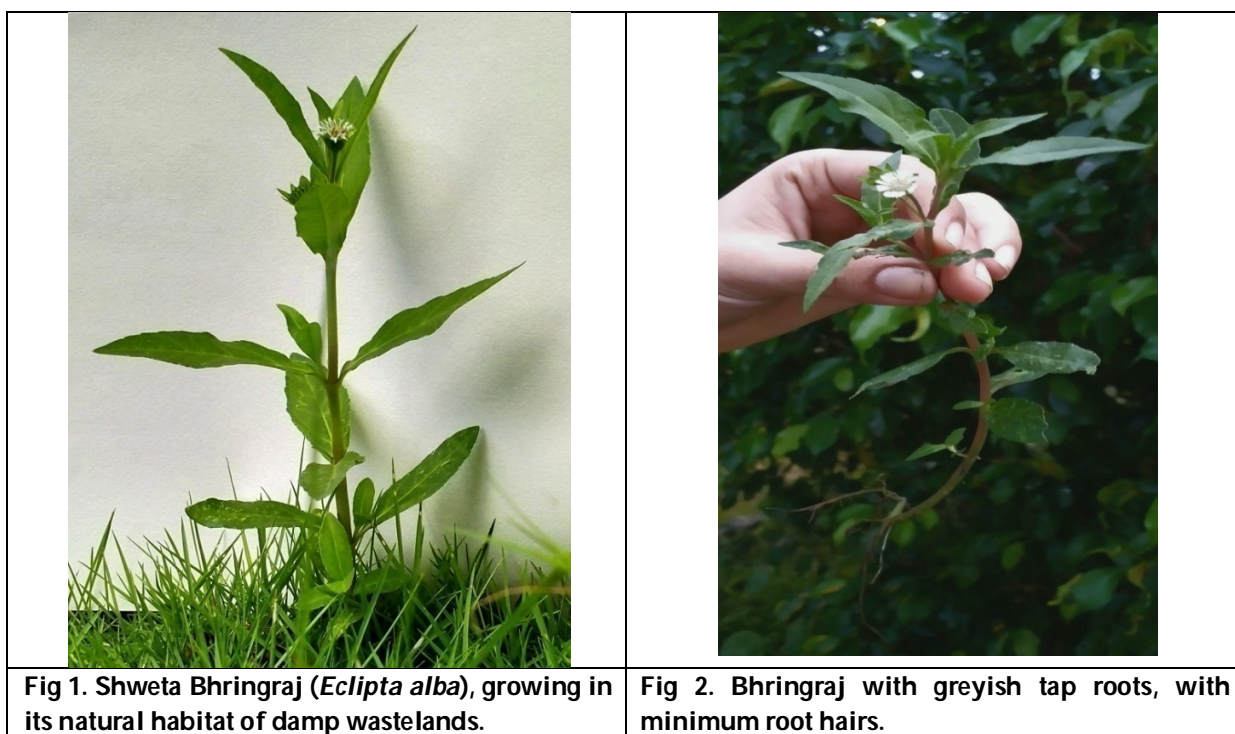 Fig 1. Shweta Bhringraj (Eclipta alba), growing in
its natural habitat of damp wastelands.
Fig 2. Bhringraj with greyish tap roots, with
minimum root hairs.